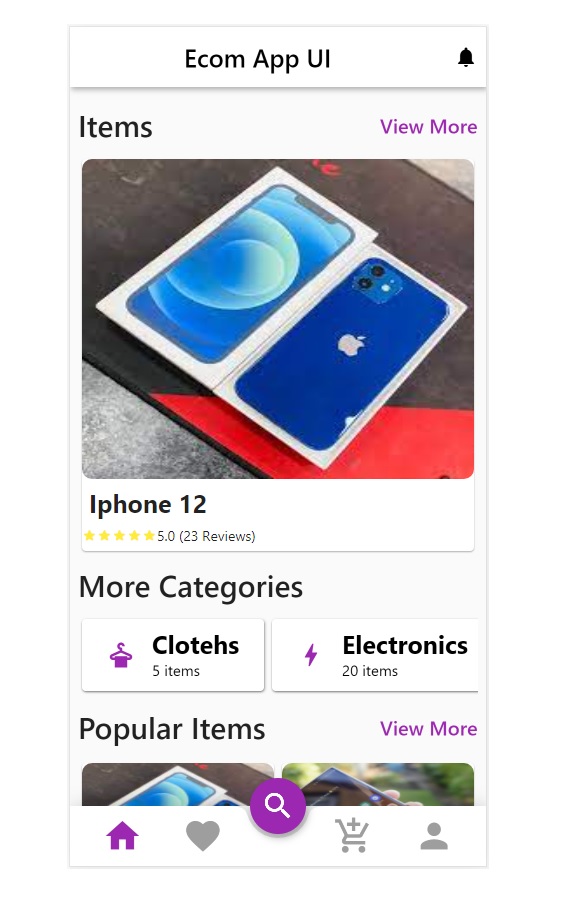 Ecom App UI
Items View More
Iphone 12
5.0 (23 Reviews)
More Categories
Clotehs Electronics
5 items 20 items
Popular Items View More